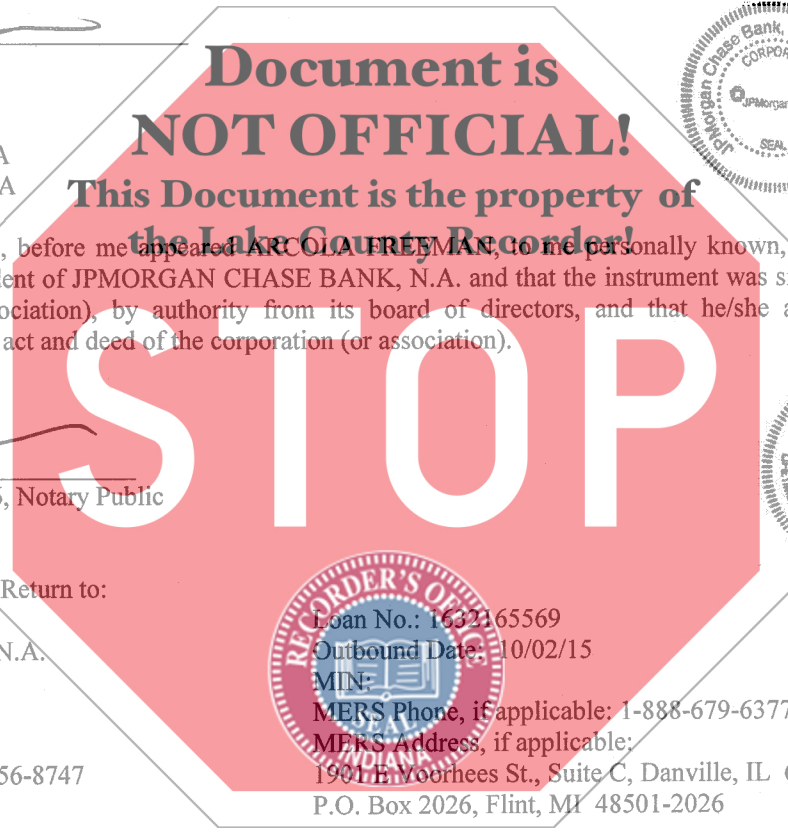 Document is
NOT OFFICIAL!
This Document is the property of
the Lake County Recorder!
JPMorgan Chase Bank,
CORPOR
JPMorgan
SEAL
A
A
, before me appeared ARCOLA FREEMAN, to me personally known,
dent of JPMORGAN CHASE BANK, N.A. and that the instrument was si
ociation), by authority from its board of directors, and that he/she a
act and deed of the corporation (or association).
STOP
, Notary Public
Return to:
N.A.
56-8747
Loan No.: 1632165569
Outbound Date: 10/02/15
MIN:
MERS Phone, if applicable: 1-888-679-6377
MERS Address, if applicable:
1901 E Voorhees St., Suite C, Danville, IL
P.O. Box 2026, Flint, MI 48501-2026
RECORDER'S OFFICE
SEAL
INDIANA